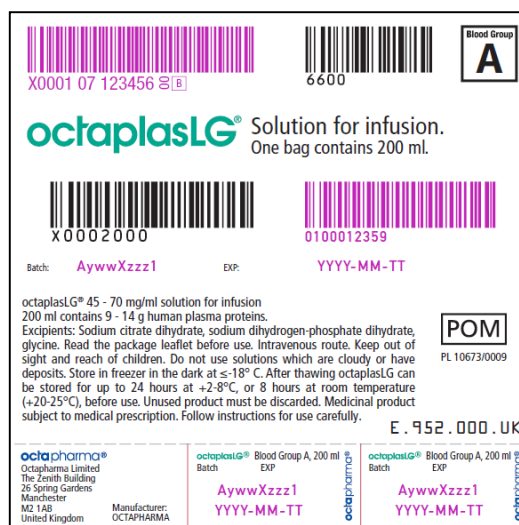 Blood Group
A
X0001 07 123456 00 B
6600
octaplasLG® Solution for infusion.
One bag contains 200 ml.
X0002000
0100012359
Batch: AywwXzzz1 EXP: YYYY-MM-TT
octaplasLG® 45 - 70 mg/ml solution for infusion
200 ml contains 9 - 14 g human plasma proteins.
Excipients: Sodium citrate dihydrate, sodium dihydrogen-phosphate dihydrate,
glycine. Read the package leaflet before use. Intravenous route. Keep out of
sight and reach of children. Do not use solutions which are cloudy or have
deposits. Store in freezer in the dark at ≤-18° C. After thawing octaplasLG can
be stored for up to 24 hours at +2-8°C, or 8 hours at room temperature
(+20-25°C), before use. Unused product must be discarded. Medicinal product
subject to medical prescription. Follow instructions for use carefully.
POM
PL 10673/0009
E.952.000.UK
octapharma®
Octapharma Limited
The Zenith Building
26 Spring Gardens
Manchester
M2 1AB
United Kingdom
Manufacturer:
OCTAPHARMA
octaplasLG® Blood Group A, 200 ml
Batch EXP
AywwXzzz1
YYYY-MM-TT
octapharma®
octaplasLG® Blood Group A, 200 ml
Batch EXP
AywwXzzz1
YYYY-MM-TT
octapharma®